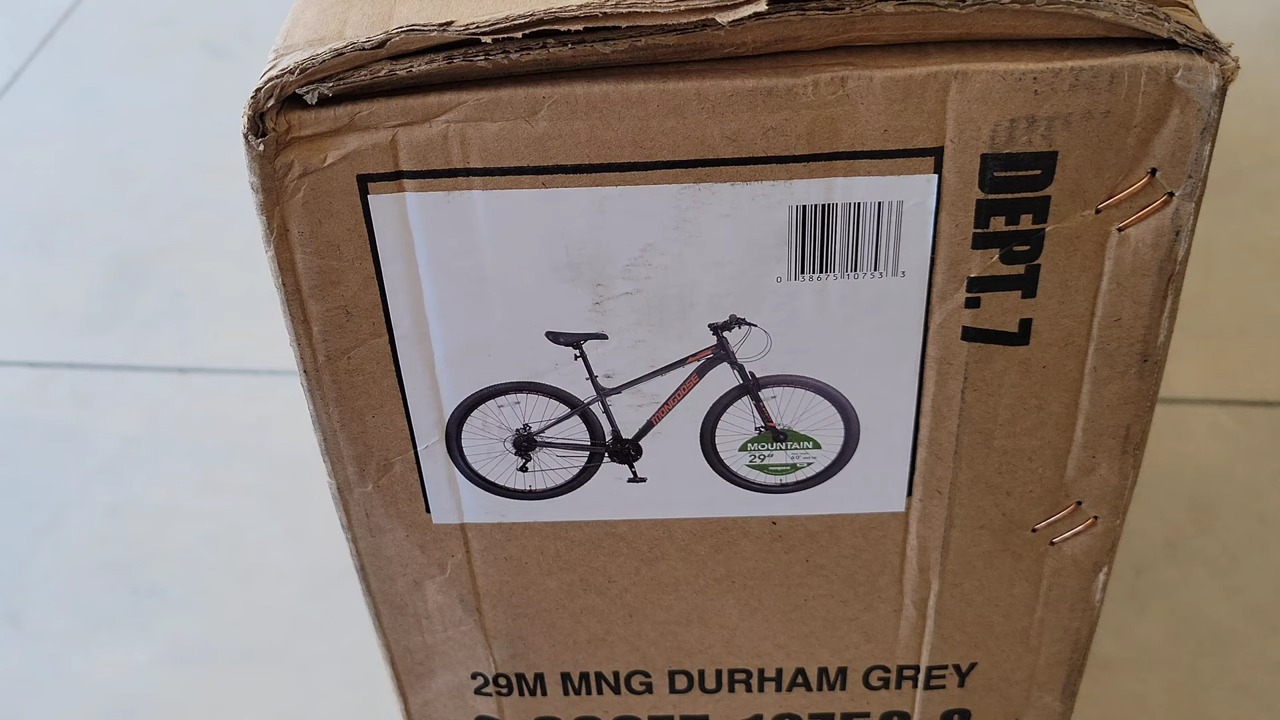 DEPT. 7
0 38675 10753 3
MONGOOSE
MOUNTAIN
29"
29M MNG DURHAM GREY